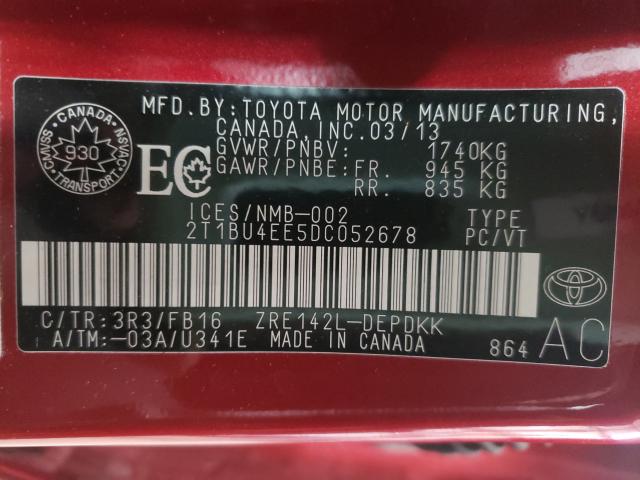 MFD. BY: TOYOTA MOTOR MANUFACTURING,
CANADA, INC. 03/13
GVWR/PNBV: 1740KG
GAWR/PNBE: FR. 945 KG
RR. 835 KG
CANADA
CMVSS 930 NSVAC
TRANSPORT
EC
ICES/NMB-002 TYPE
2T1BU4EE5DC052678 PC/VT
C/TR: 3R3/FB16 ZRE142L-DEPDKK
A/TM: -03A/U341E MADE IN CANADA
864 AC